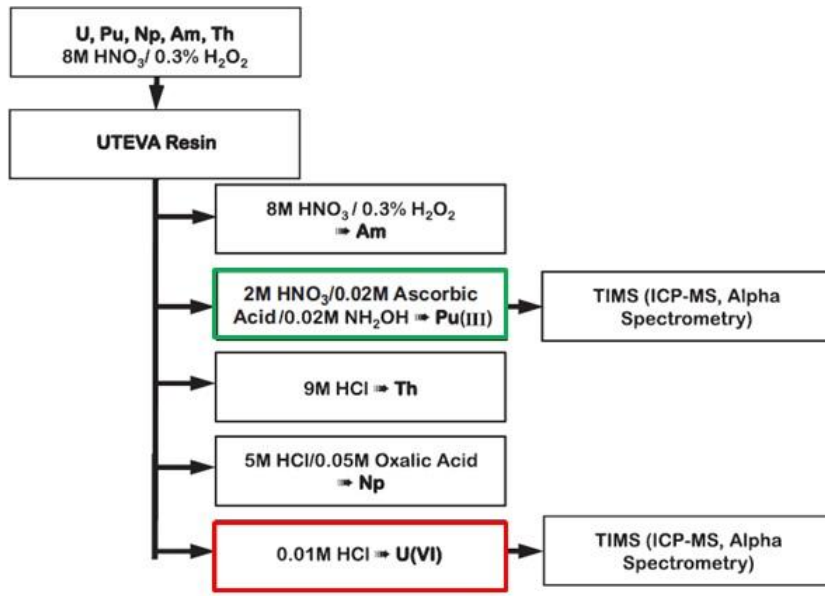 U, Pu, Np, Am, Th
8M HNO₃/ 0.3% H₂O₂
UTEVA Resin
8M HNO₃ / 0.3% H₂O₂
➠ Am
2M HNO₃/0.02M Ascorbic
Acid/0.02M NH₂OH ➠ Pu(III)
TIMS (ICP-MS, Alpha
Spectrometry)
9M HCl ➠ Th
5M HCl/0.05M Oxalic Acid
➠ Np
0.01M HCl ➠ U(VI)
TIMS (ICP-MS, Alpha
Spectrometry)